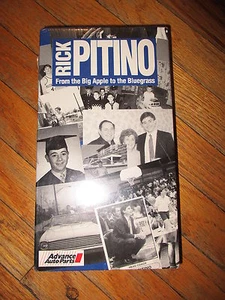 RICK
PITINO
From the Big Apple to the Bluegrass
Advance
Auto Parts